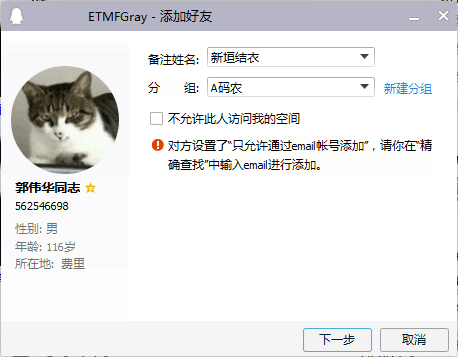 ETMFGray - 添加好友
备注姓名: 新垣结衣
分　组: A码农 新建分组
不允许此人访问我的空间
对方设置了“只允许通过email帐号添加”，请你在“精
确查找”中输入email进行添加。
郭伟华同志
562546698
性别: 男
年龄: 116岁
所在地: 费里
下一步 取消